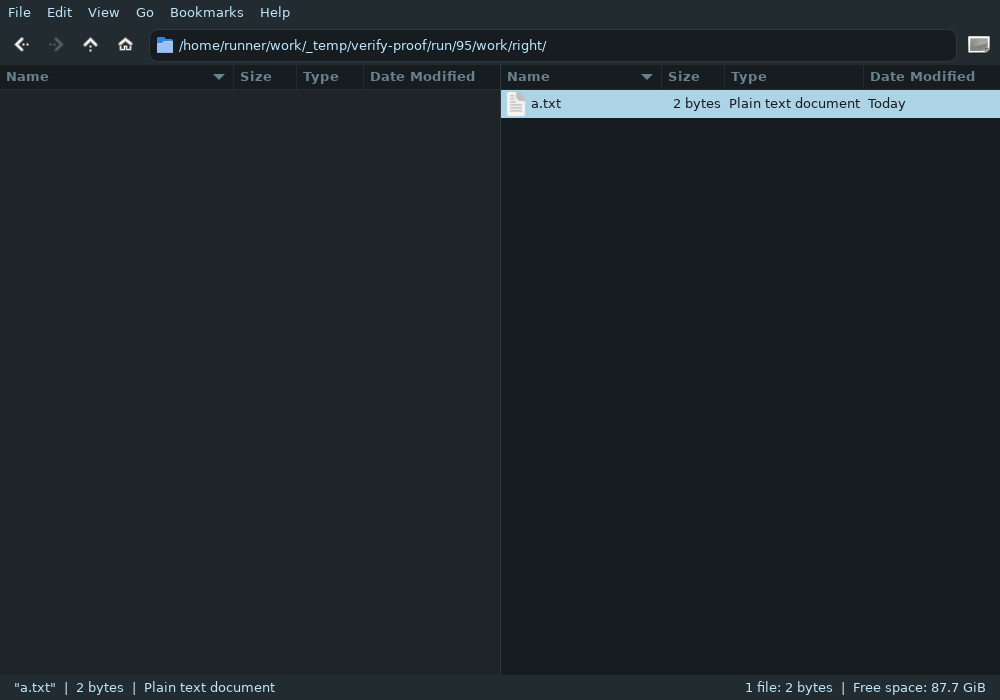 File Edit View Go Bookmarks Help
/home/runner/work/_temp/verify-proof/run/95/work/right/
Name Size Type Date Modified Name Size Type Date Modified
a.txt 2 bytes Plain text document Today
"a.txt" | 2 bytes | Plain text document 1 file: 2 bytes | Free space: 87.7 GiB